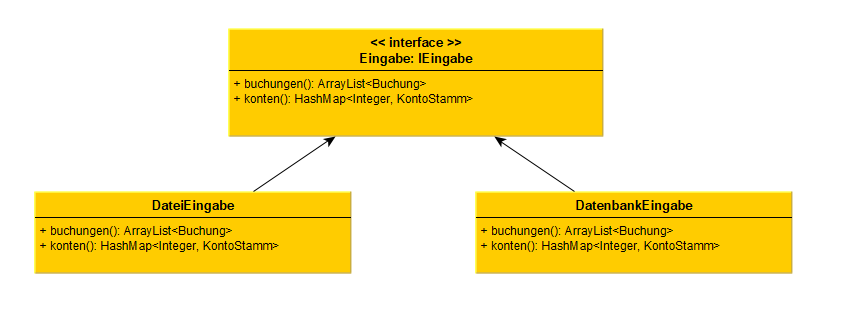 << interface >>
Eingabe: IEingabe
+ buchungen(): ArrayList<Buchung>
+ konten(): HashMap<Integer, KontoStamm>
DateiEingabe
+ buchungen(): ArrayList<Buchung>
+ konten(): HashMap<Integer, KontoStamm>
DatenbankEingabe
+ buchungen(): ArrayList<Buchung>
+ konten(): HashMap<Integer, KontoStamm>